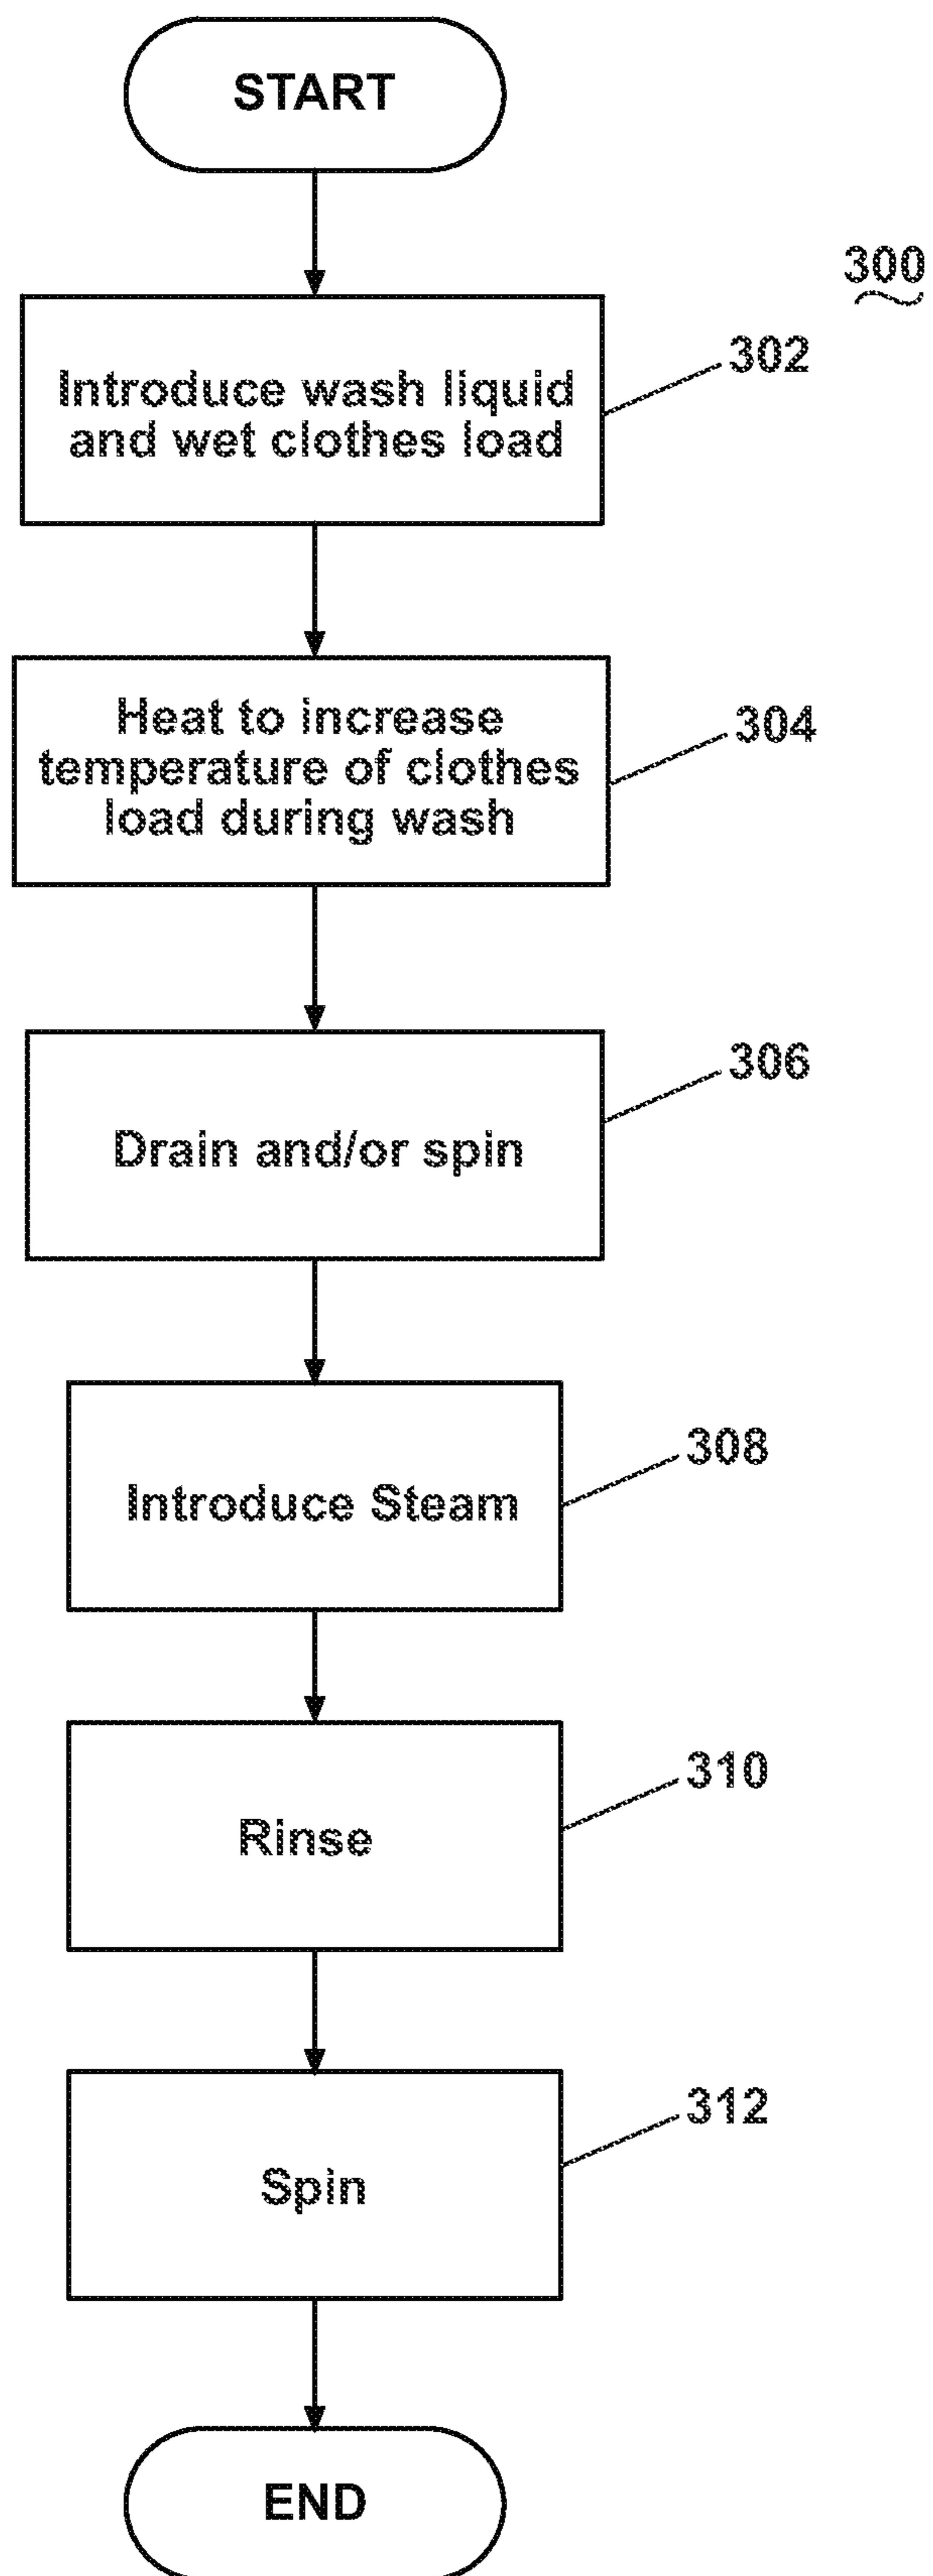 START
300
Introduce wash liquid
and wet clothes load
302
Heat to increase
temperature of clothes
load during wash
304
Drain and/or spin
306
Introduce Steam
308
Rinse
310
Spin
312
END